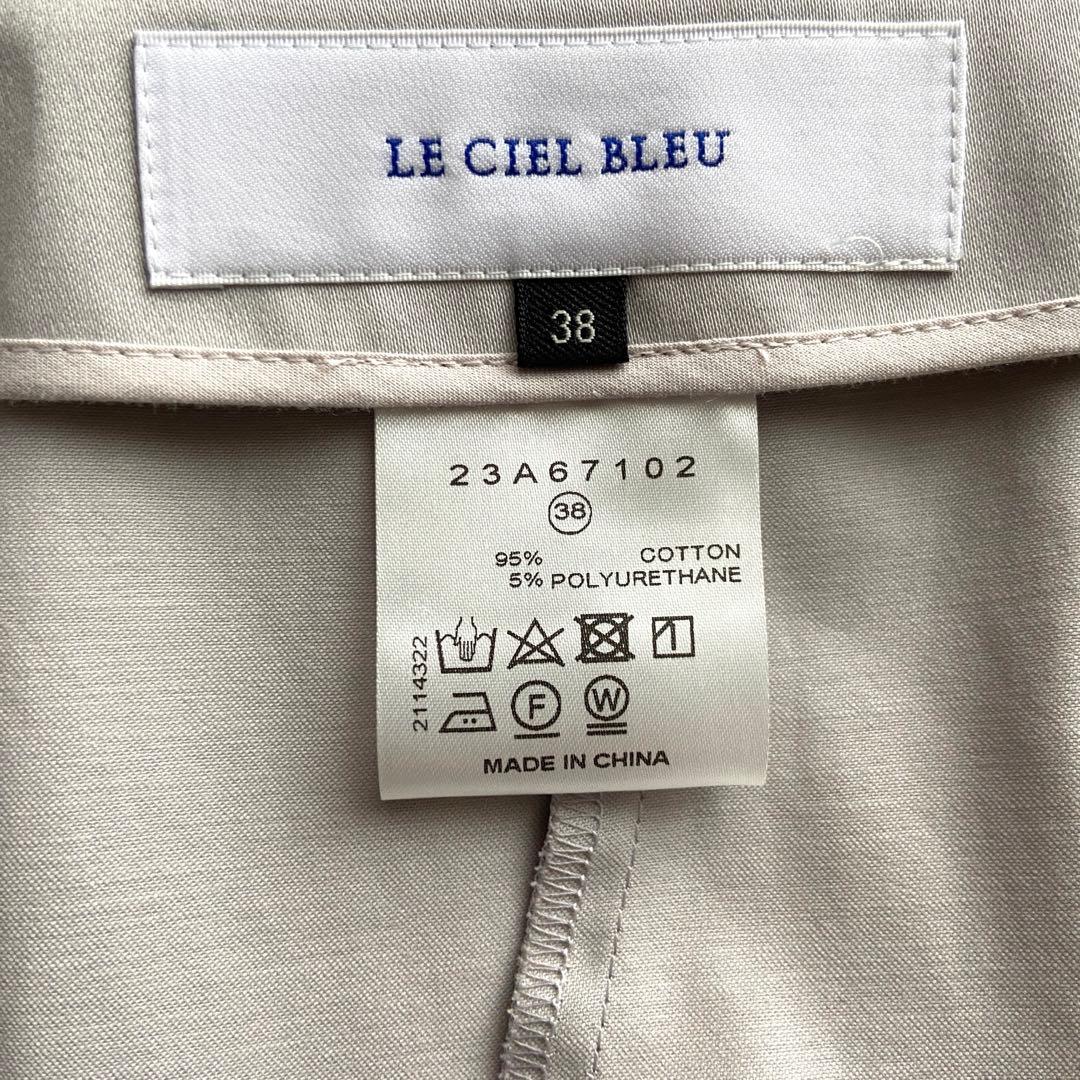 LE CIEL BLEU
38
23A67102
38
95% COTTON
5% POLYURETHANE
2114322
F
W
MADE IN CHINA